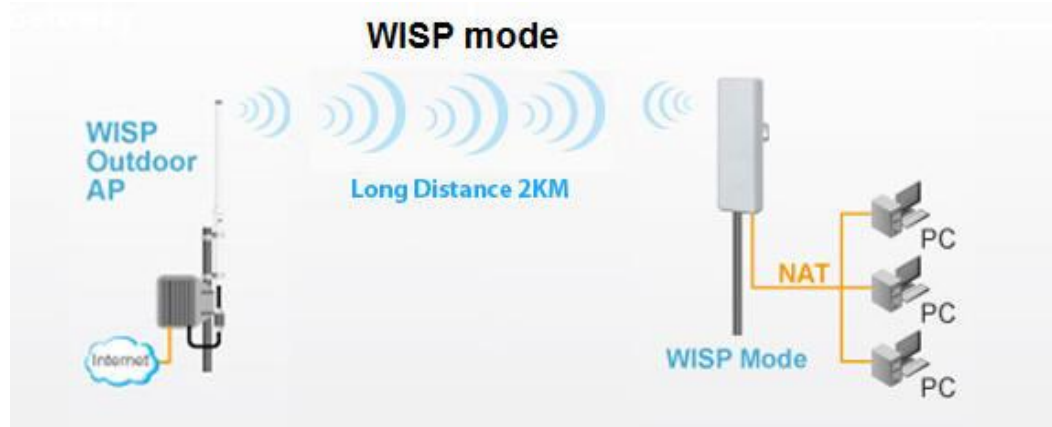 WISP mode
WISP
Outdoor
AP
Long Distance 2KM
Internet
NAT
PC
PC
PC
WISP Mode